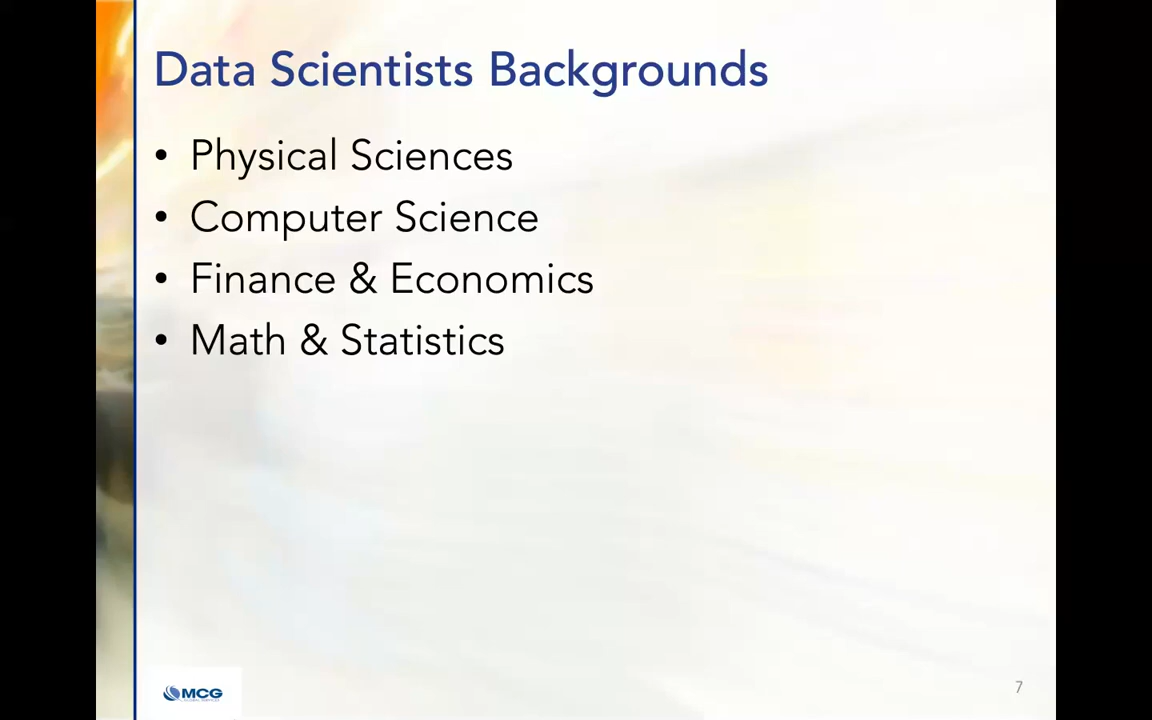 Data Scientists Backgrounds
• Physical Sciences
• Computer Science
• Finance & Economics
• Math & Statistics
MCG
7